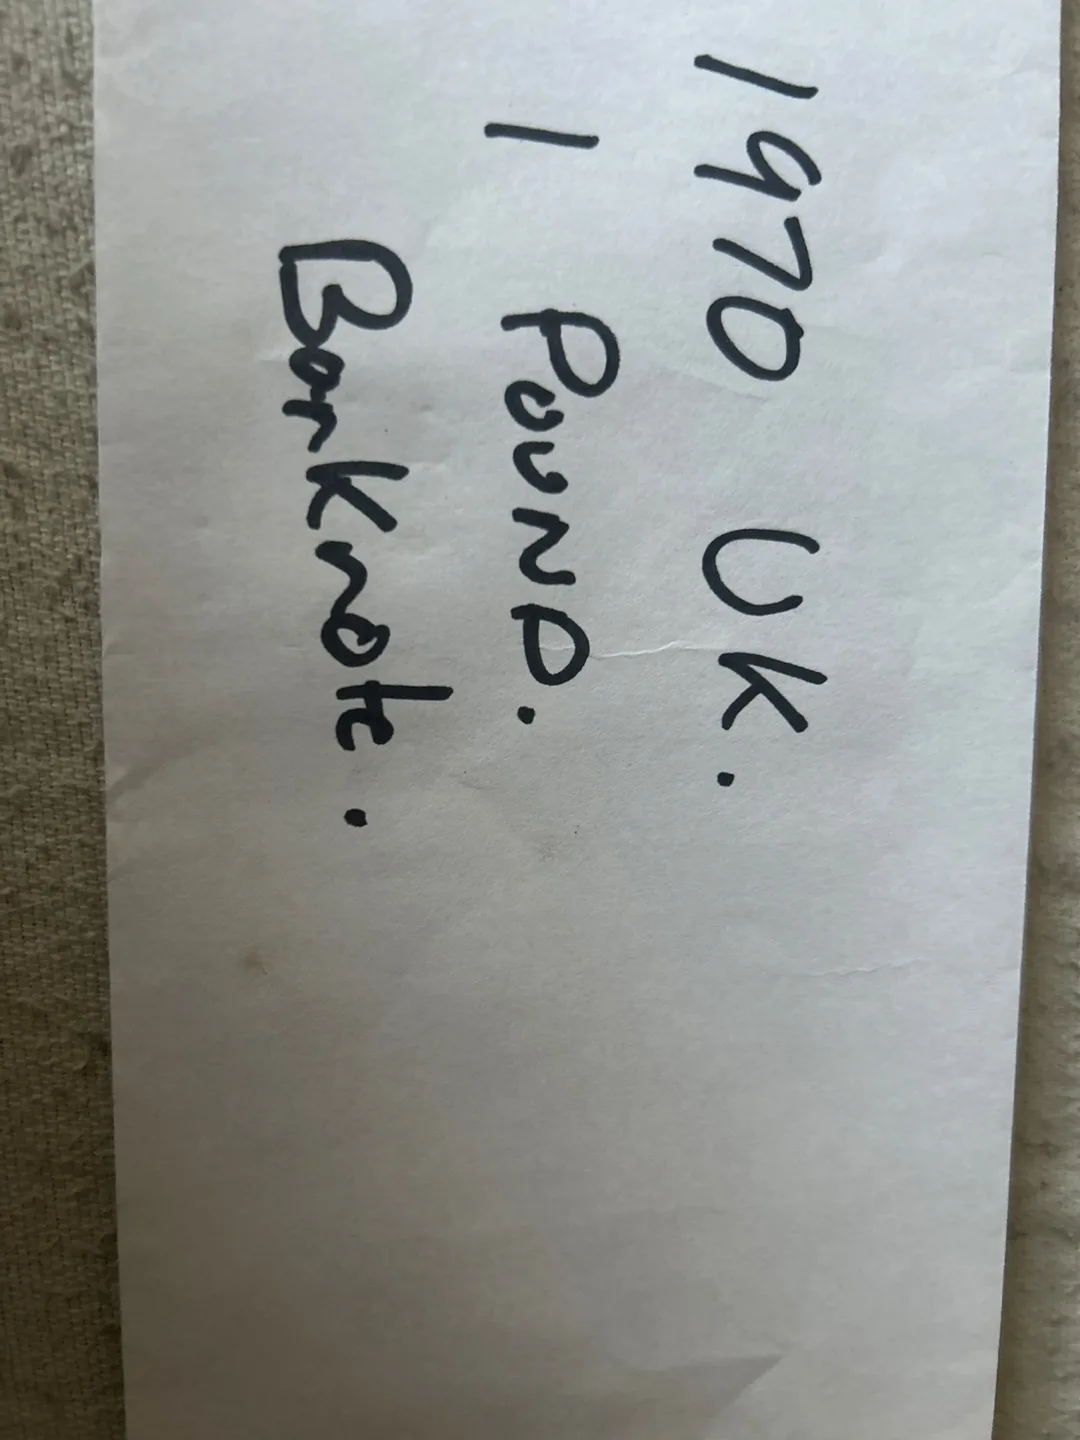 1970 UK.
1 POUND.
Banknote.